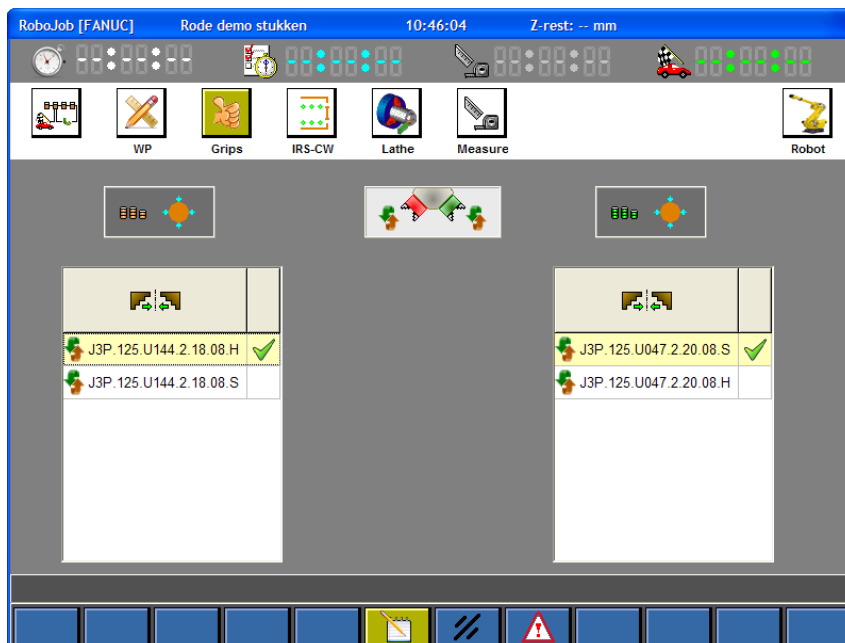 RoboJob [FANUC] Rode demo stukken 10:46:04 Z-rest: -- mm
--:--:-- --:--:-- --:--:-- --:--:--
WP Grips IRS-CW Lathe Measure Robot
J3P.125.U144.2.18.08.H J3P.125.U047.2.20.08.S
J3P.125.U144.2.18.08.S J3P.125.U047.2.20.08.H